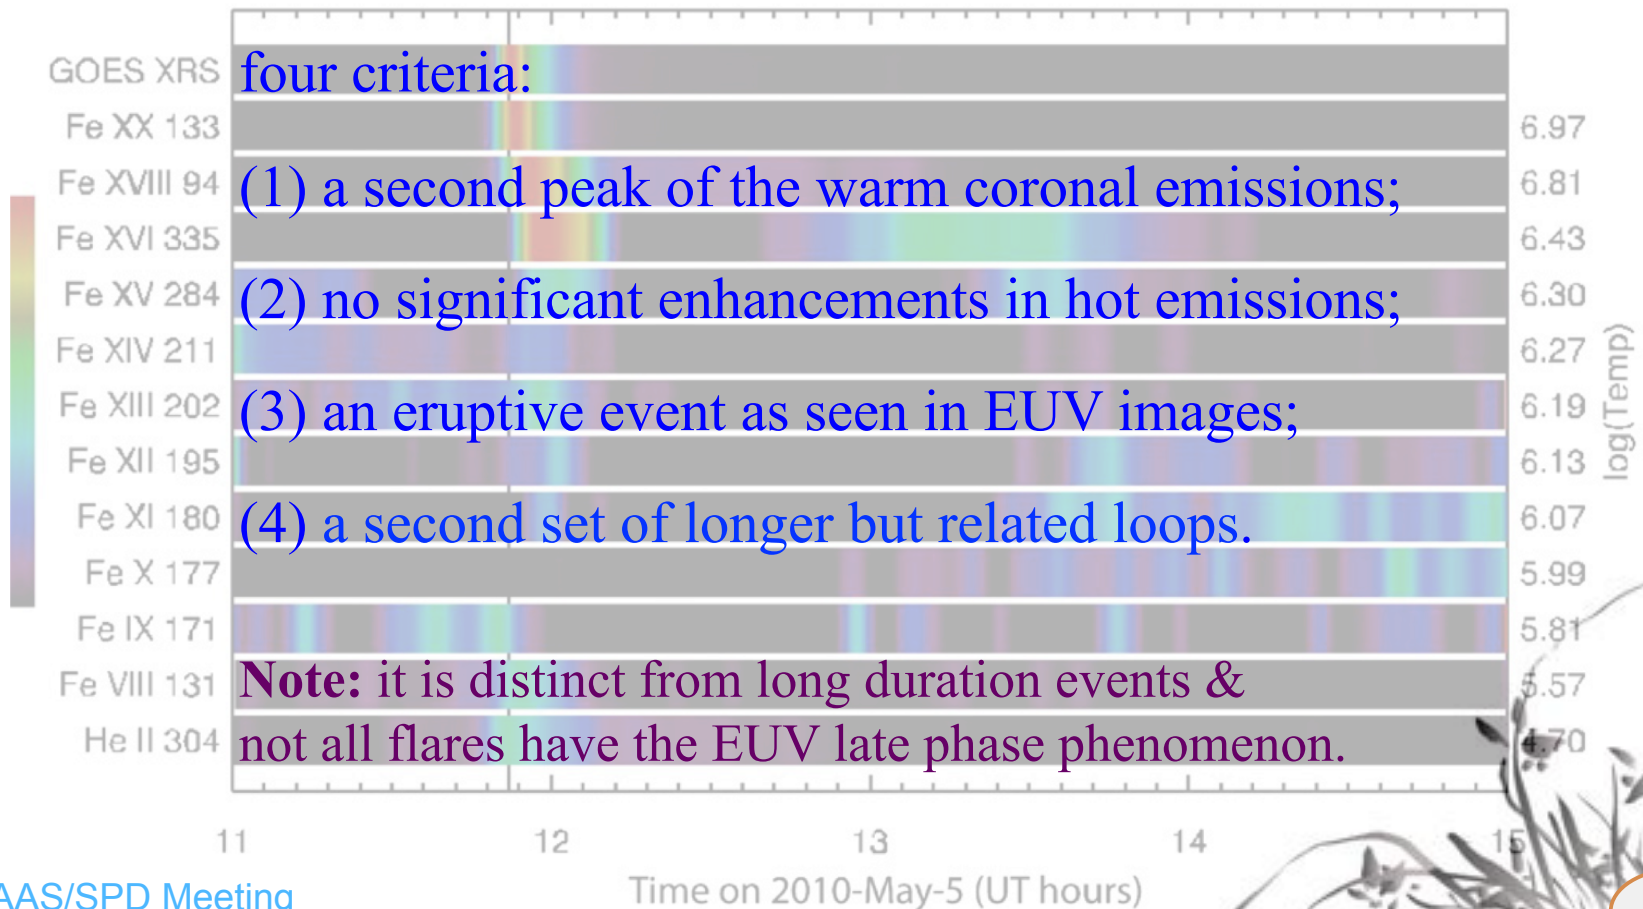 GOES XRS
four criteria:
Fe XX 133
6.97
Fe XVIII 94
(1) a second peak of the warm coronal emissions;
6.81
Fe XVI 335
6.43
Fe XV 284
(2) no significant enhancements in hot emissions;
6.30
Fe XIV 211
6.27
Fe XIII 202
(3) an eruptive event as seen in EUV images;
6.19
Fe XII 195
6.13
log(Temp)
Fe XI 180
(4) a second set of longer but related loops.
6.07
Fe X 177
5.99
Fe IX 171
5.81
Fe VIII 131
Note: it is distinct from long duration events &
5.57
He II 304
not all flares have the EUV late phase phenomenon.
4.70
11 12 13 14 15
Time on 2010-May-5 (UT hours)
AAS/SPD Meeting